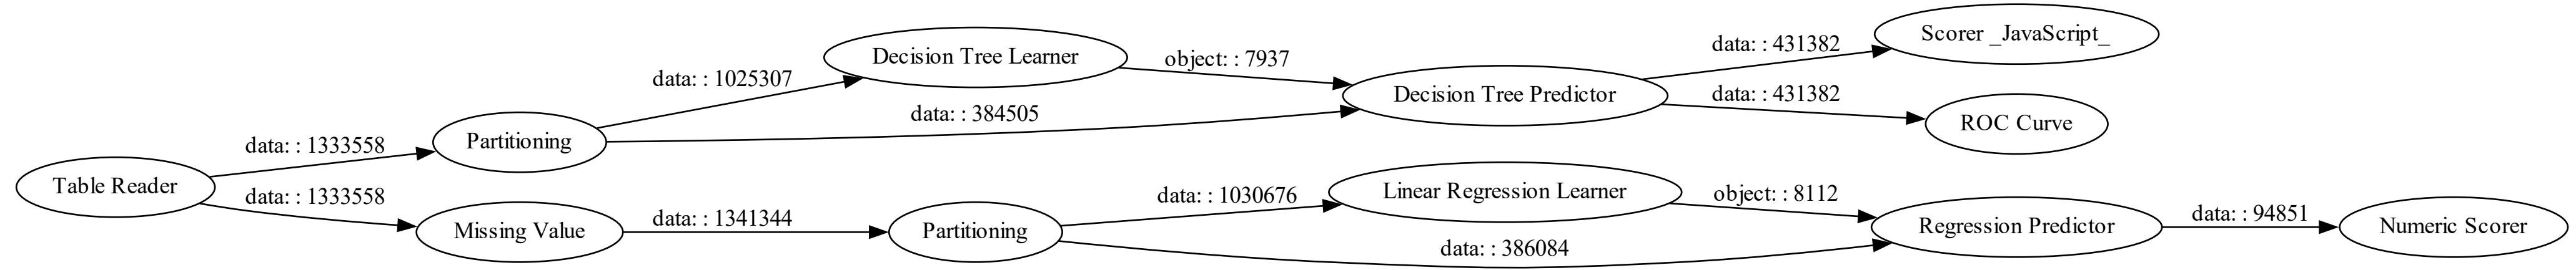 Table Reader
data: : 1333558
data: : 1333558
Partitioning
Missing Value
data: : 1025307
data: : 384505
data: : 1341344
Decision Tree Learner
Partitioning
object: : 7937
data: : 1030676
data: : 386084
Decision Tree Predictor
Linear Regression Learner
data: : 431382
data: : 431382
object: : 8112
Scorer _JavaScript_
ROC Curve
Regression Predictor
data: : 94851
Numeric Scorer